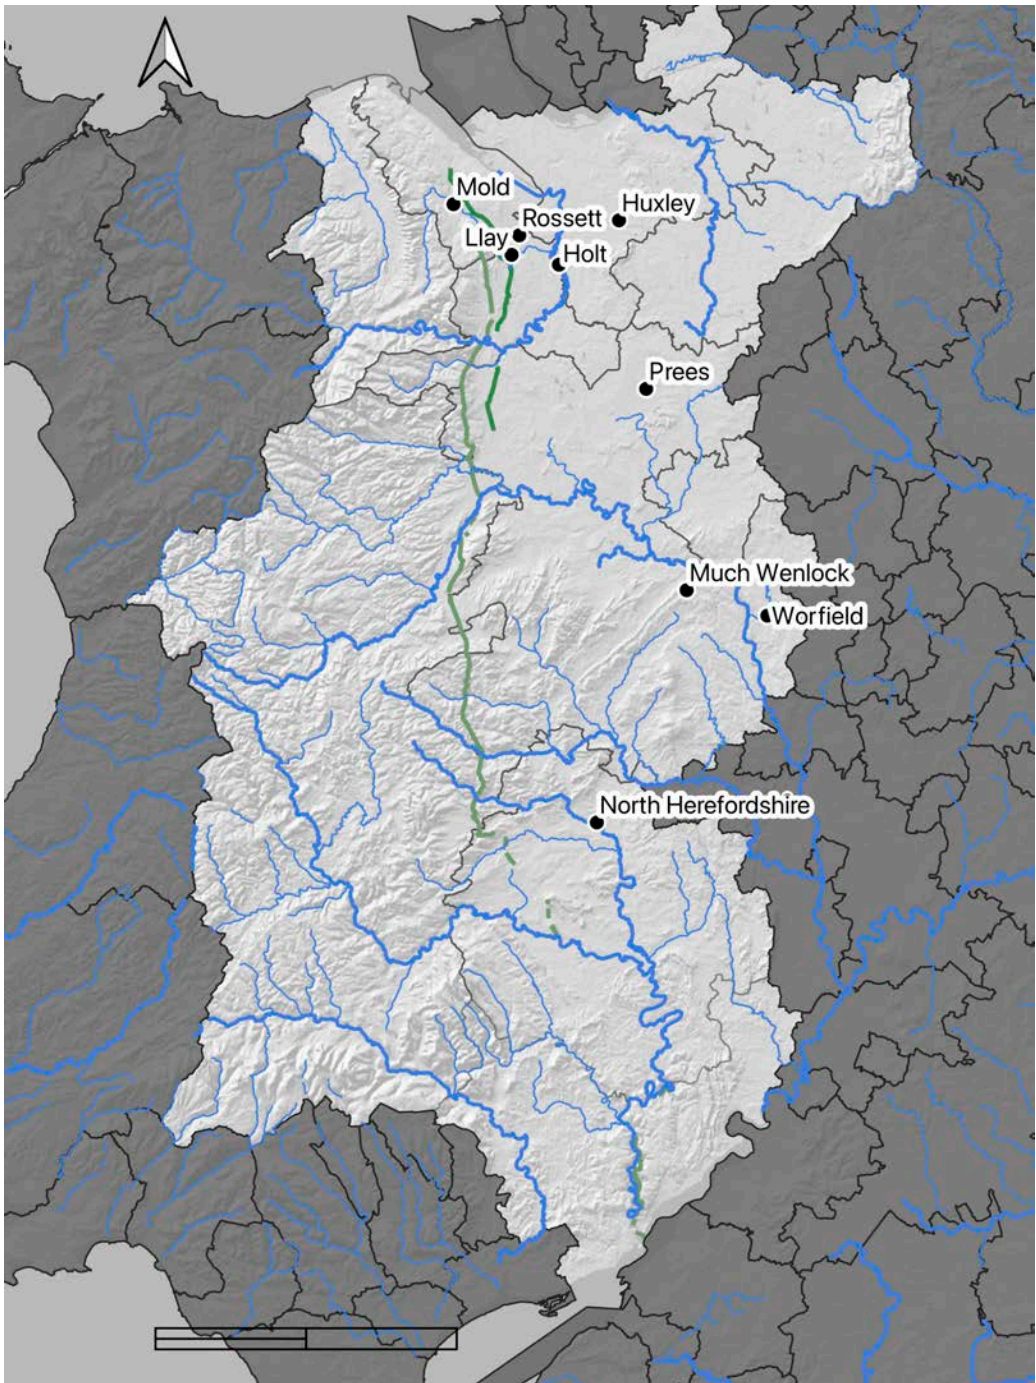 Mold
Rossett
Huxley
Llay
Holt
Prees
Much Wenlock
Worfield
North Herefordshire